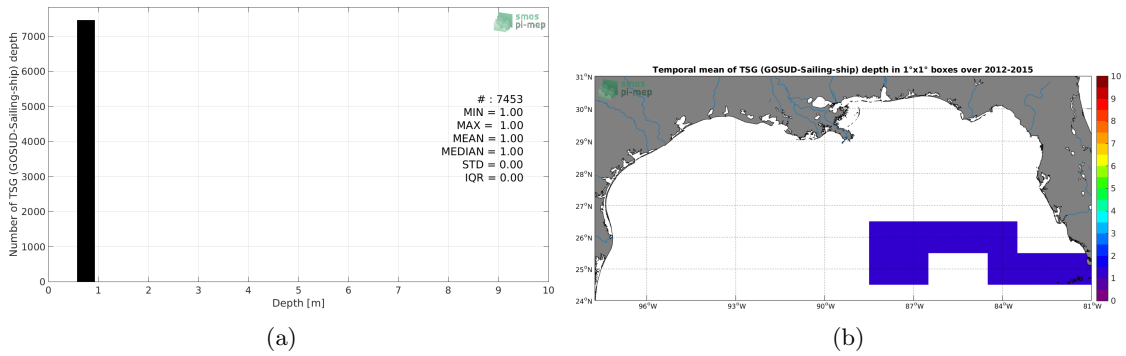 smos
pi-mep
7000
6000
5000
4000
3000
2000
1000
0
Number of TSG (GOSUD-Sailing-ship) depth
# : 7453
MIN = 1.00
MAX = 1.00
MEAN = 1.00
MEDIAN = 1.00
STD = 0.00
IQR = 0.00
0 1 2 3 4 5 6 7 8 9 10
Depth [m]
(a)
Temporal mean of TSG (GOSUD-Sailing-ship) depth in 1°x1° boxes over 2012-2015
smos
pi-mep
31°N
30°N
29°N
28°N
27°N
26°N
25°N
24°N
96°W 93°W 90°W 87°W 84°W 81°W
10
9
8
7
6
5
4
3
2
1
0
(b)